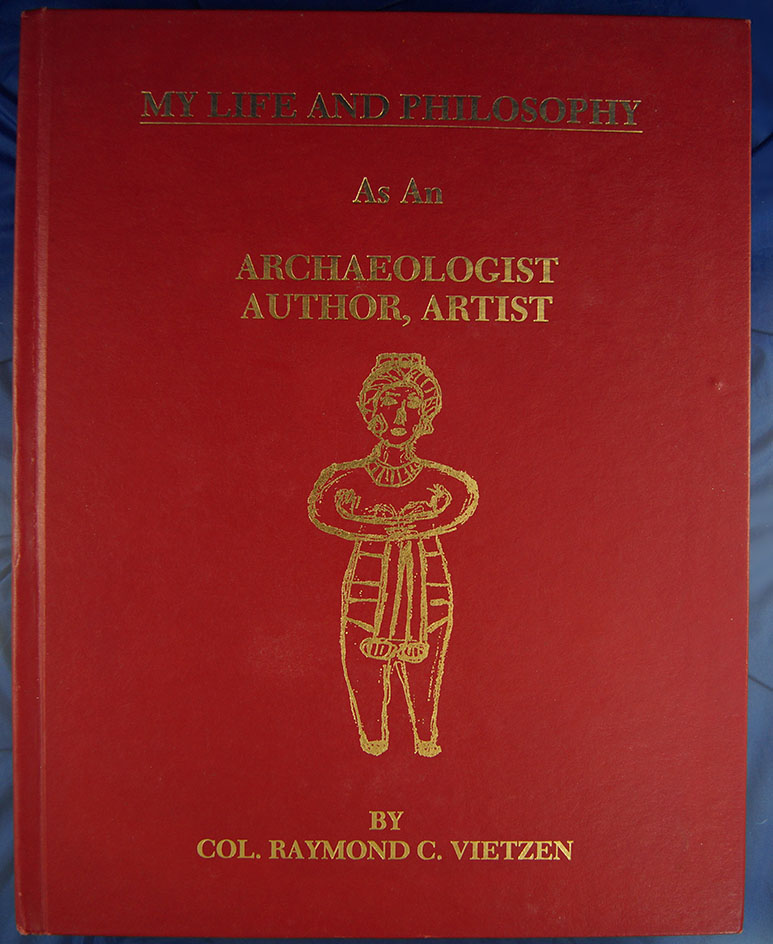 MY LIFE AND PHILOSOPHY
As An
ARCHAEOLOGIST
AUTHOR, ARTIST
BY
COL. RAYMOND C. VIETZEN